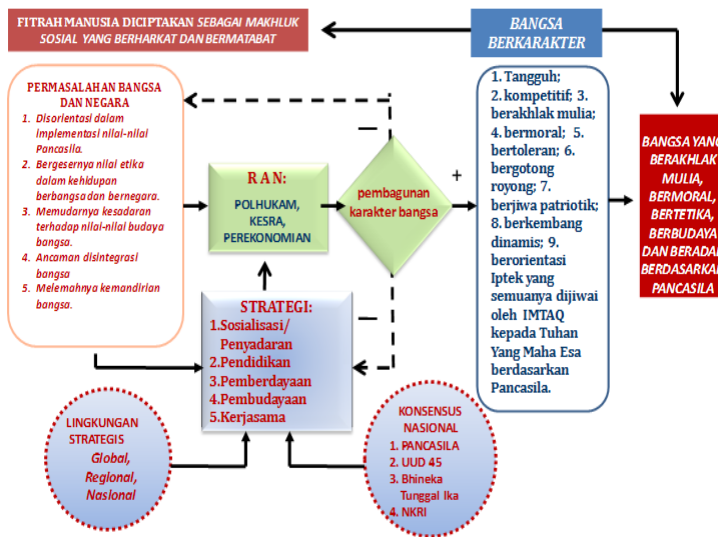 FITRAH MANUSIA DICIPTAKAN SEBAGAI MAKHLUK
SOSIAL YANG BERHARKAT DAN BERMATABAT
BANGSA
BERKARAKTER
PERMASALAHAN BANGSA
DAN NEGARA
1. Disorientasi dalam
implementasi nilai-nilai
Pancasila.
2. Bergesernya nilai etika
dalam kehidupan
berbangsa dan bernegara.
3. Memudarnya kesadaran
terhadap nilai-nilai budaya
bangsa.
4. Ancaman disintegrasi
bangsa
5. Melemahnya kemandirian
bangsa.
R A N:
POLHUKAM,
KESRA,
PEREKONOMIAN
—
pembagunan
karakter bangsa
+
—
STRATEGI:
1.Sosialisasi/
Penyadaran
2.Pendidikan
3.Pemberdayaan
4.Pembudayaan
5.Kerjasama
1. Tangguh;
2. kompetitif; 3.
berakhlak mulia;
4. bermoral; 5.
bertoleran; 6.
bergotong
royong; 7.
berjiwa patriotik;
8. berkembang
dinamis; 9.
berorientasi
Iptek yang
semuanya dijiwai
oleh IMTAQ
kepada Tuhan
Yang Maha Esa
berdasarkan
Pancasila.
BANGSA YANG
BERAKHLAK
MULIA,
BERMORAL,
BERTETIKA,
BERBUDAYA
DAN BERADAB
BERDASARKAN
PANCASILA
LINGKUNGAN
STRATEGIS
Global,
Regional,
Nasional
KONSENSUS
NASIONAL
1. PANCASILA
2. UUD 45
3. Bhineka
Tunggal Ika
4. NKRI